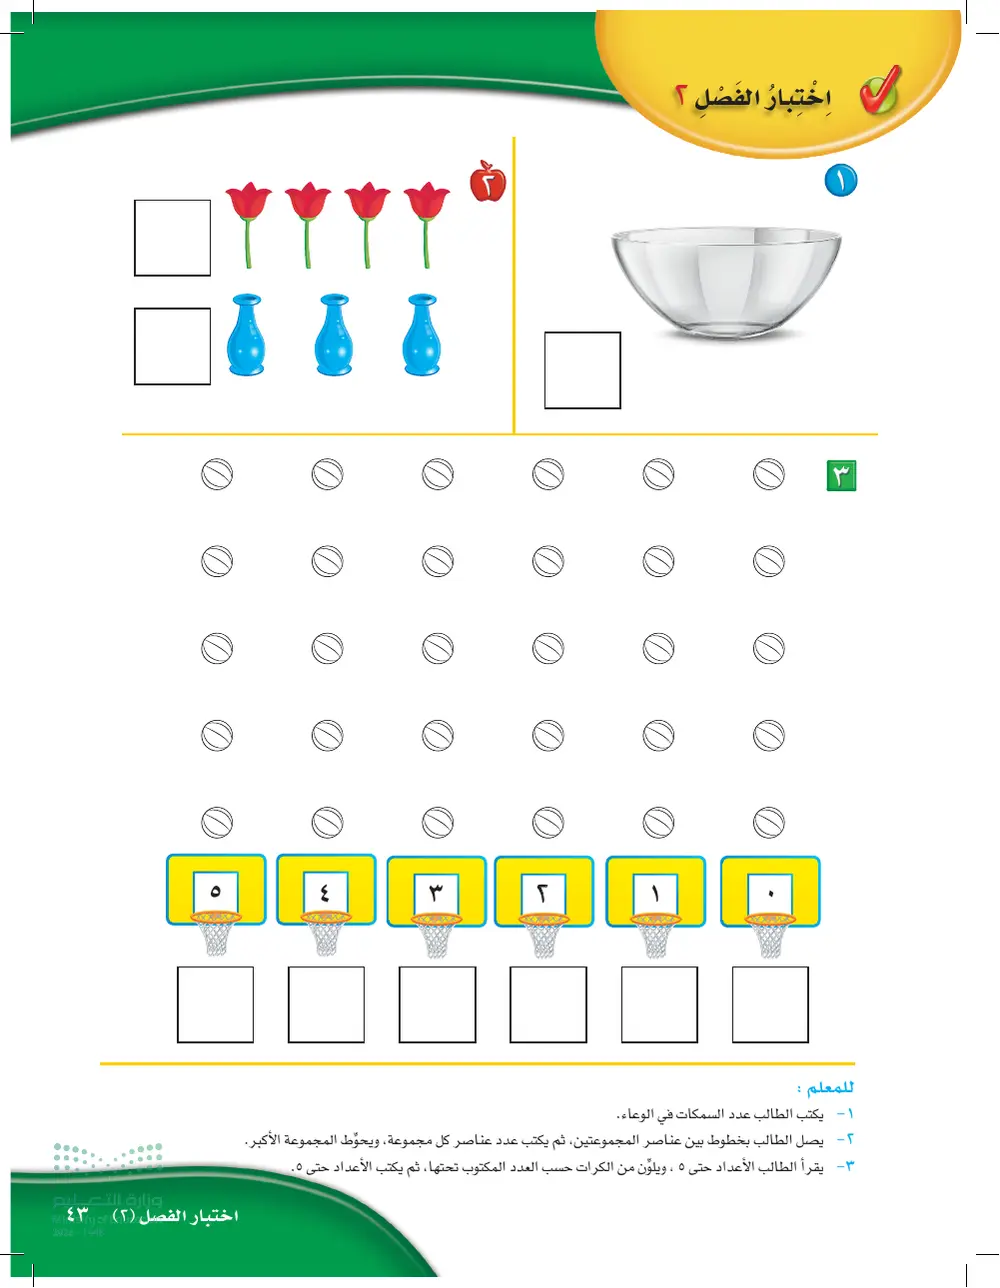 اِخْتِبارُ الفَصْلِ ٢
١
٢
٣
٠ ١ ٢ ٣ ٤ ٥
للمعلم :
١- يكتب الطالب عدد السمكات في الوعاء.
٢- يصل الطالب بخطوط بين عناصر المجموعتين، ثم يكتب عدد عناصر كل مجموعة، ويحوِّط المجموعة الأكبر.
٣- يقرأ الطالب الأعداد حتى ٥ ، ويلوِّن من الكرات حسب العدد المكتوب تحتها، ثم يكتب الأعداد حتى ٥.
وزارة التعليم
اختبار الفصل (٢) ٤٣